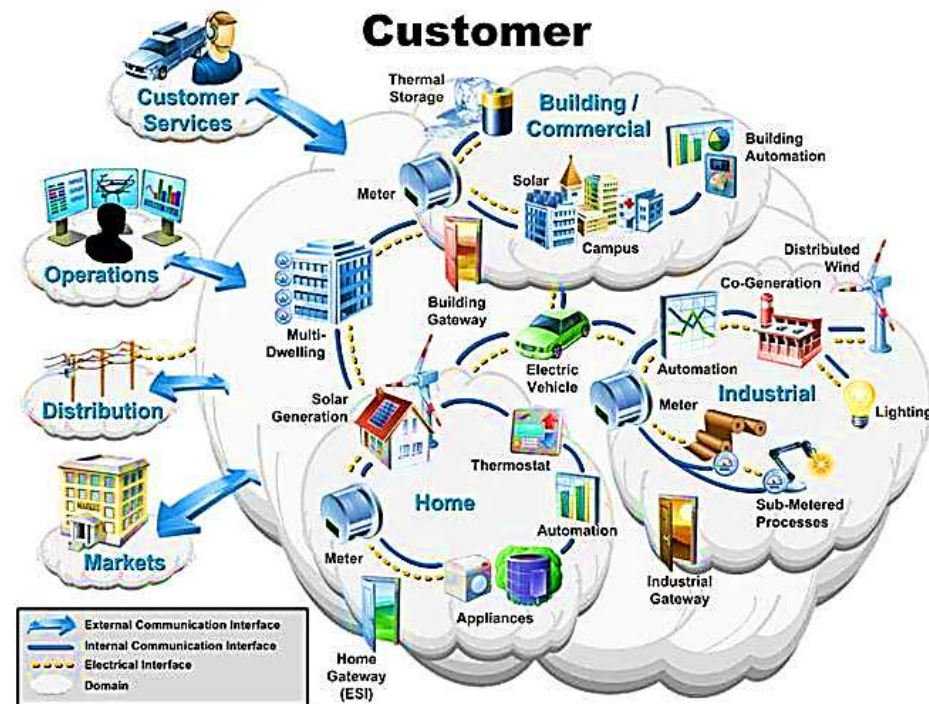 Customer
Customer
Services
Operations
Distribution
Markets
Thermal
Storage
Building /
Commercial
Building
Automation
Meter
Solar
Campus
Building
Gateway
Multi-
Dwelling
Distributed
Wind
Co-Generation
Automation
Industrial
Lighting
Meter
Electric
Vehicle
Solar
Generation
Thermostat
Home
Automation
Meter
Appliances
Sub-Metered
Processes
Industrial
Gateway
Home
Gateway
(ESI)
External Communication Interface
Internal Communication Interface
Electrical Interface
Domain